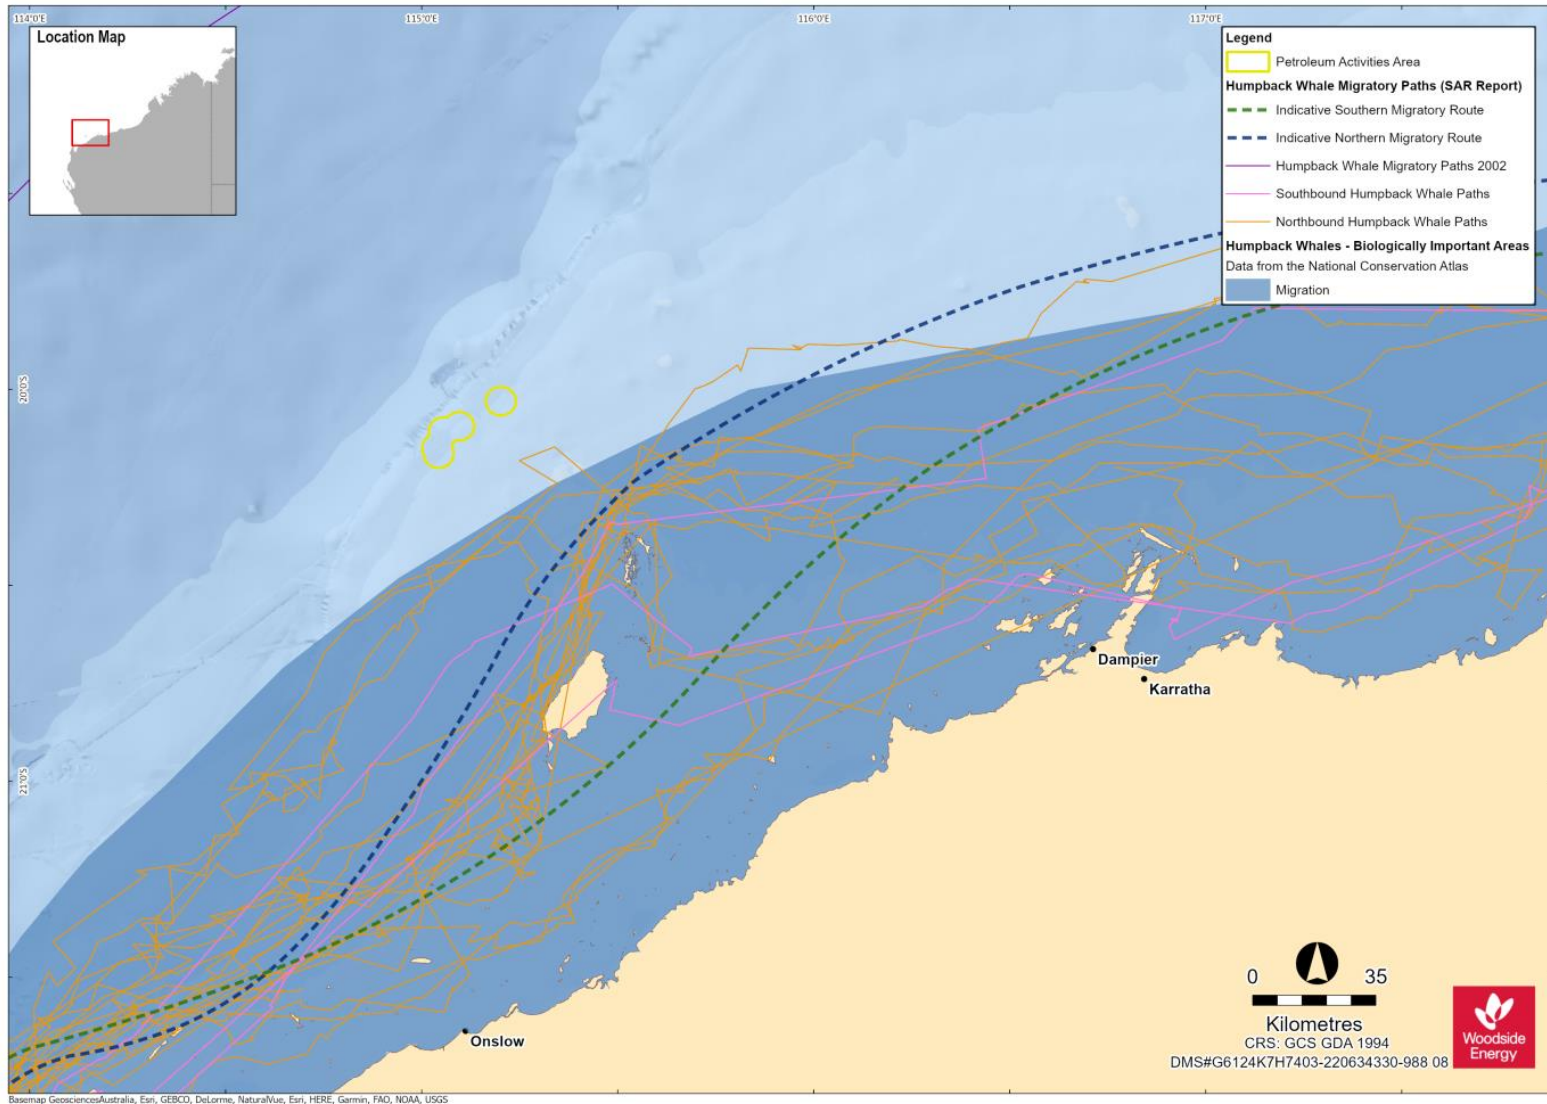 114°0'E
115°0'E
116°0'E
117°0'E
Location Map
Legend
Petroleum Activities Area
Humpback Whale Migratory Paths (SAR Report)
Indicative Southern Migratory Route
Indicative Northern Migratory Route
Humpback Whale Migratory Paths 2002
Southbound Humpback Whale Paths
Northbound Humpback Whale Paths
Humpback Whales - Biologically Important Areas
Data from the National Conservation Atlas
Migration
20°0'S
21°0'S
Dampier
Karratha
Onslow
0 35
Kilometres
CRS: GCS GDA 1994
DMS#G6124K7H7403-220634330-988 08
Woodside
Energy
Basemap GeosciencesAustralia, Esri, GEBCO, DeLorme, NaturalVue, Esri, HERE, Garmin, FAO, NOAA, USGS